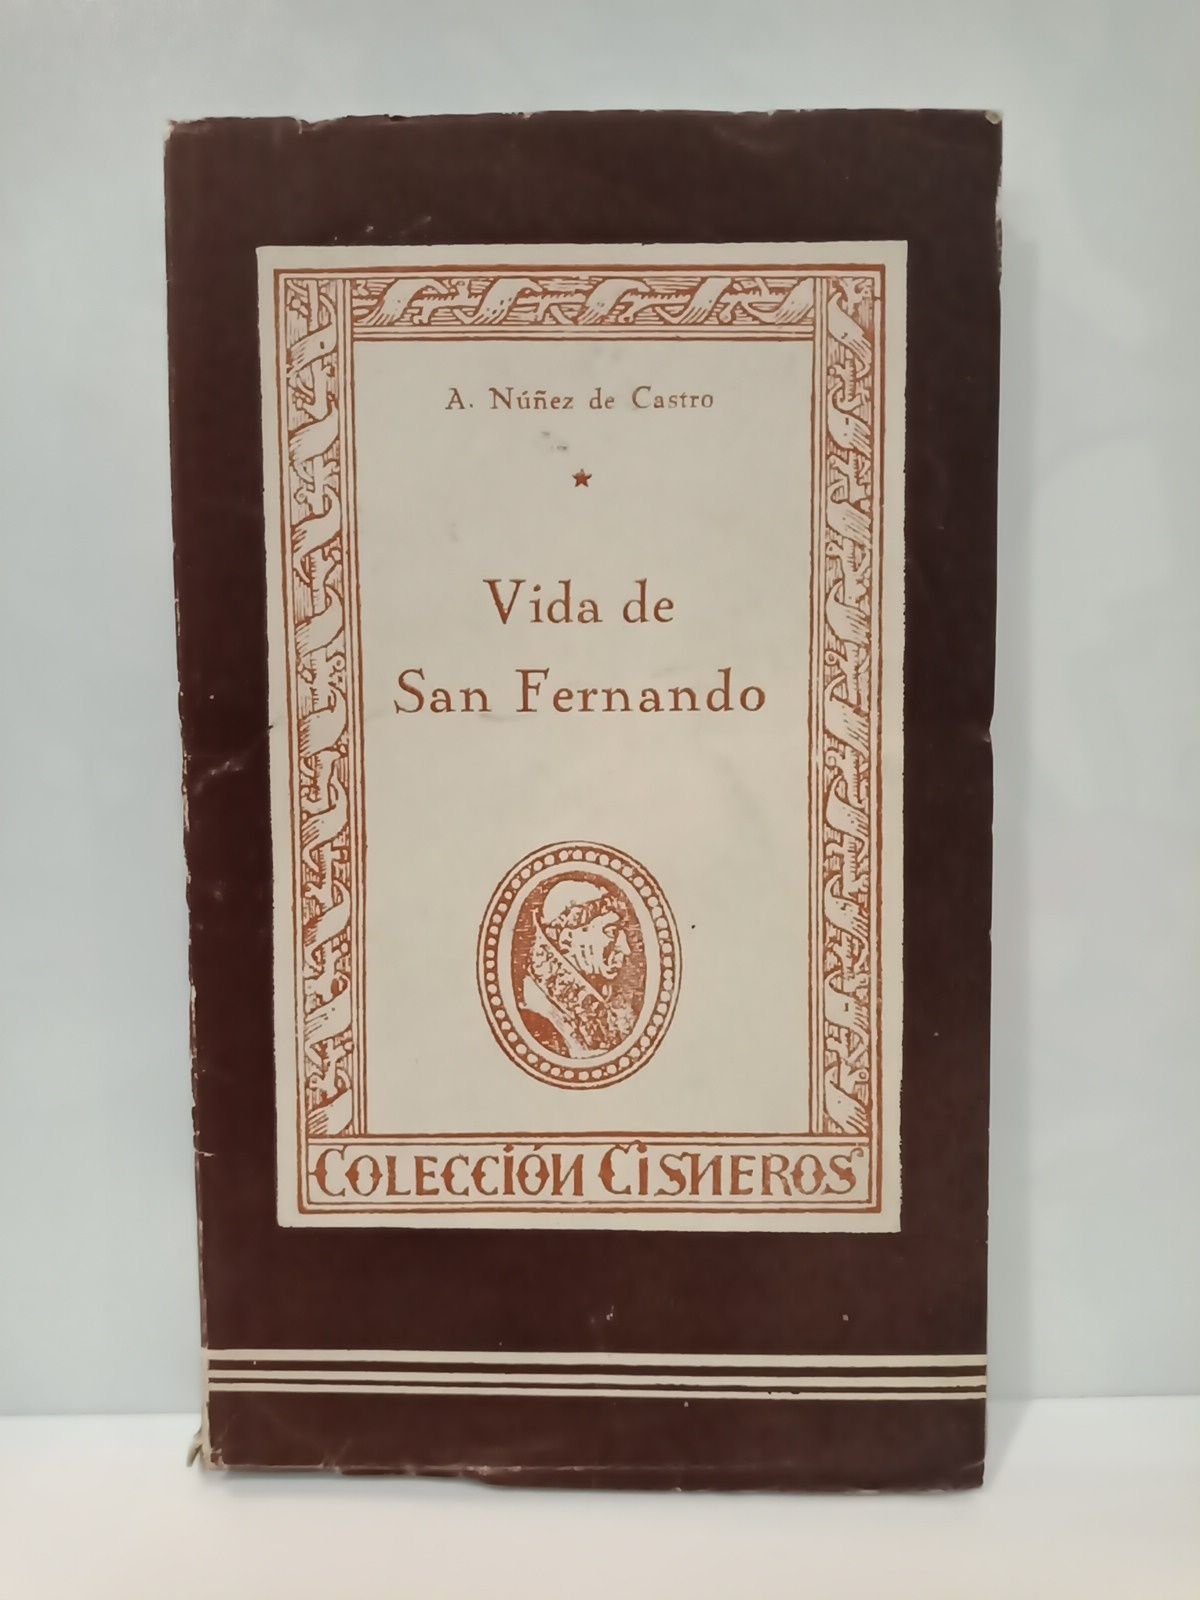 A. Núñez de Castro
Vida de
San Fernando
COLECCIÓN CISNEROS